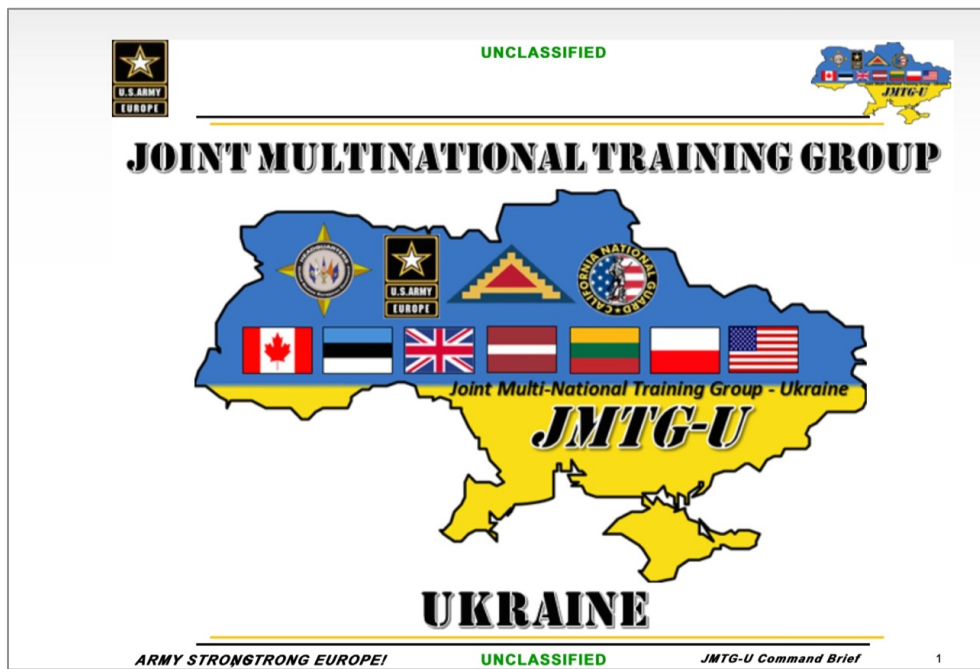 UNCLASSIFIED
U.S.ARMY
EUROPE
JMTG-U
JOINT MULTINATIONAL TRAINING GROUP
HEADQUARTERS
U.S.ARMY
EUROPE
CALIFORNIA NATIONAL GUARD
Joint Multi-National Training Group - Ukraine
JMTG-U
UKRAINE
ARMY STRONGSTRONG EUROPE!
UNCLASSIFIED
JMTG-U Command Brief
1